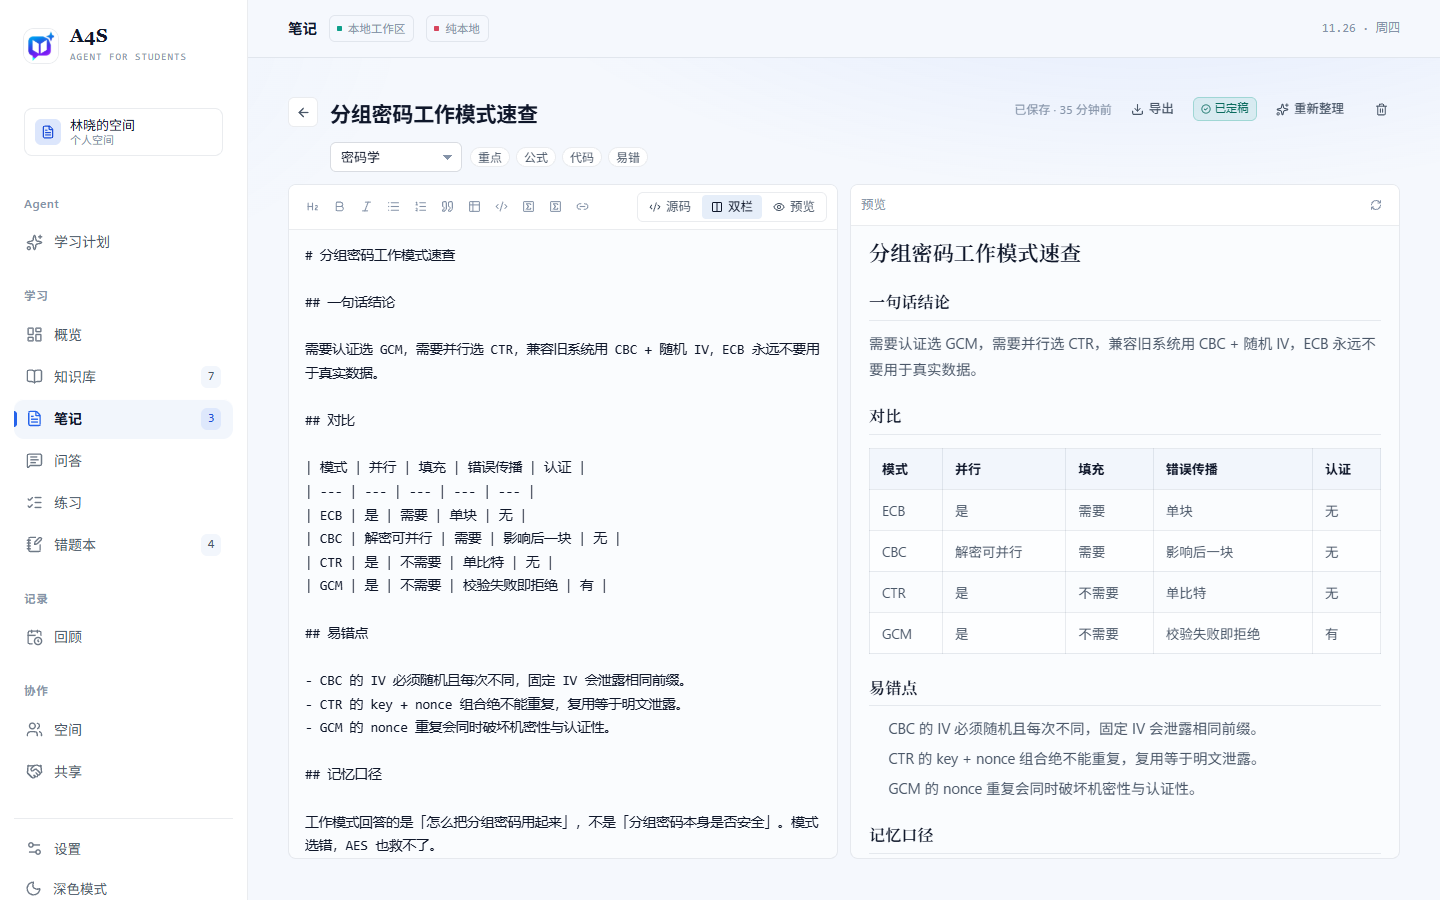 A4S
AGENT FOR STUDENTS
林晓的空间
个人空间
Agent
学习计划
学习
概览
知识库 7
笔记 3
问答
练习
错题本 4
记录
回顾
协作
空间
共享
设置
深色模式
笔记 本地工作区 纯本地 11.26 · 周四
分组密码工作模式速查
已保存 · 35 分钟前 导出 已定稿 重新整理
密码学 重点 公式 代码 易错
H2 B I 源码 双栏 预览
# 分组密码工作模式速查
## 一句话结论
需要认证选 GCM，需要并行选 CTR，兼容旧系统用 CBC + 随机 IV，ECB 永远不要用
于真实数据。
## 对比
| 模式 | 并行 | 填充 | 错误传播 | 认证 |
| --- | --- | --- | --- | --- |
| ECB | 是 | 需要 | 单块 | 无 |
| CBC | 解密可并行 | 需要 | 影响后一块 | 无 |
| CTR | 是 | 不需要 | 单比特 | 无 |
| GCM | 是 | 不需要 | 校验失败即拒绝 | 有 |
## 易错点
- CBC 的 IV 必须随机且每次不同，固定 IV 会泄露相同前缀。
- CTR 的 key + nonce 组合绝不能重复，复用等于明文泄露。
- GCM 的 nonce 重复会同时破坏机密性与认证性。
## 记忆口径
工作模式回答的是「怎么把分组密码用起来」，不是「分组密码本身是否安全」。模式
选错，AES 也救不了。
预览
分组密码工作模式速查
一句话结论
需要认证选 GCM，需要并行选 CTR，兼容旧系统用 CBC + 随机 IV，ECB 永远不
要用于真实数据。
对比
模式 并行 填充 错误传播 认证
ECB 是 需要 单块 无
CBC 解密可并行 需要 影响后一块 无
CTR 是 不需要 单比特 无
GCM 是 不需要 校验失败即拒绝 有
易错点
CBC 的 IV 必须随机且每次不同，固定 IV 会泄露相同前缀。
CTR 的 key + nonce 组合绝不能重复，复用等于明文泄露。
GCM 的 nonce 重复会同时破坏机密性与认证性。
记忆口径